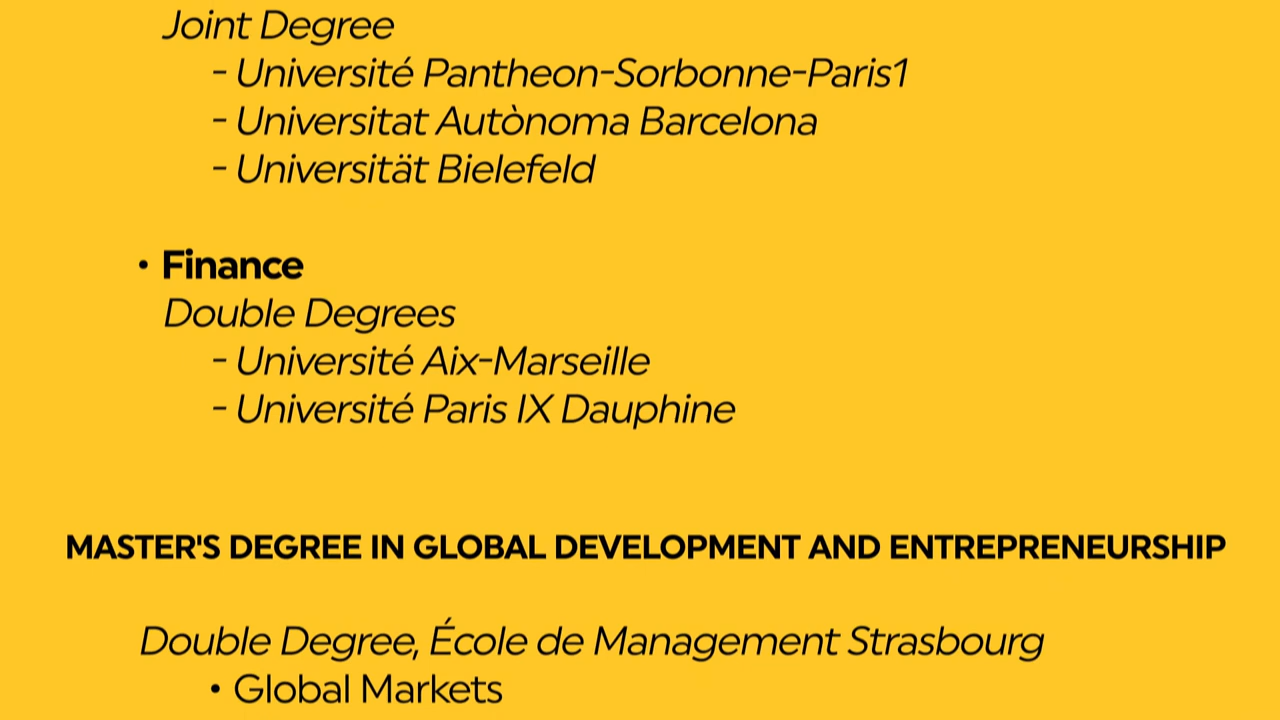 Joint Degree
- Université Pantheon-Sorbonne-Paris1
- Universitat Autònoma Barcelona
- Universität Bielefeld
• Finance
Double Degrees
- Université Aix-Marseille
- Université Paris IX Dauphine
MASTER'S DEGREE IN GLOBAL DEVELOPMENT AND ENTREPRENEURSHIP
Double Degree, École de Management Strasbourg
• Global Markets